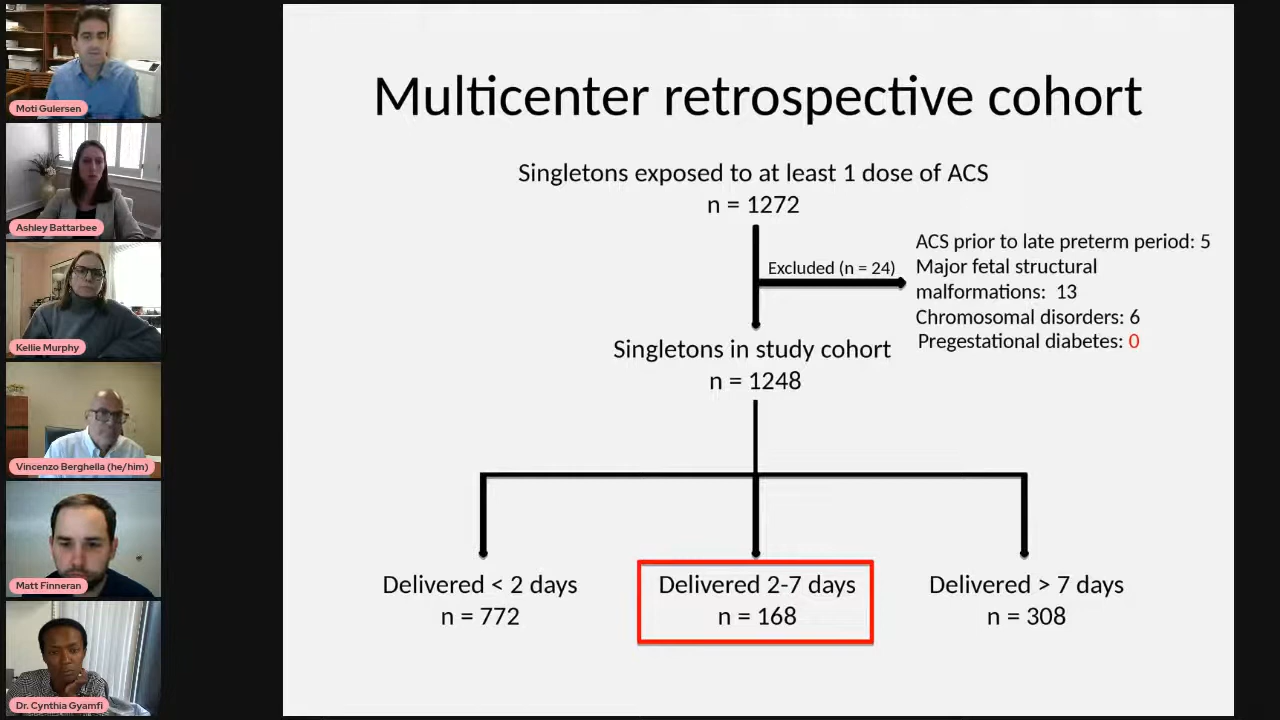 Moti Gulersen
Ashley Battarbee
Kellie Murphy
Vincenzo Berghella (he/him)
Matt Finneran
Dr. Cynthia Gyamfi
Multicenter retrospective cohort
Singletons exposed to at least 1 dose of ACS
n = 1272
Excluded (n = 24)
ACS prior to late preterm period: 5
Major fetal structural
malformations: 13
Chromosomal disorders: 6
Pregestational diabetes: 0
Singletons in study cohort
n = 1248
Delivered < 2 days
n = 772
Delivered 2-7 days
n = 168
Delivered > 7 days
n = 308